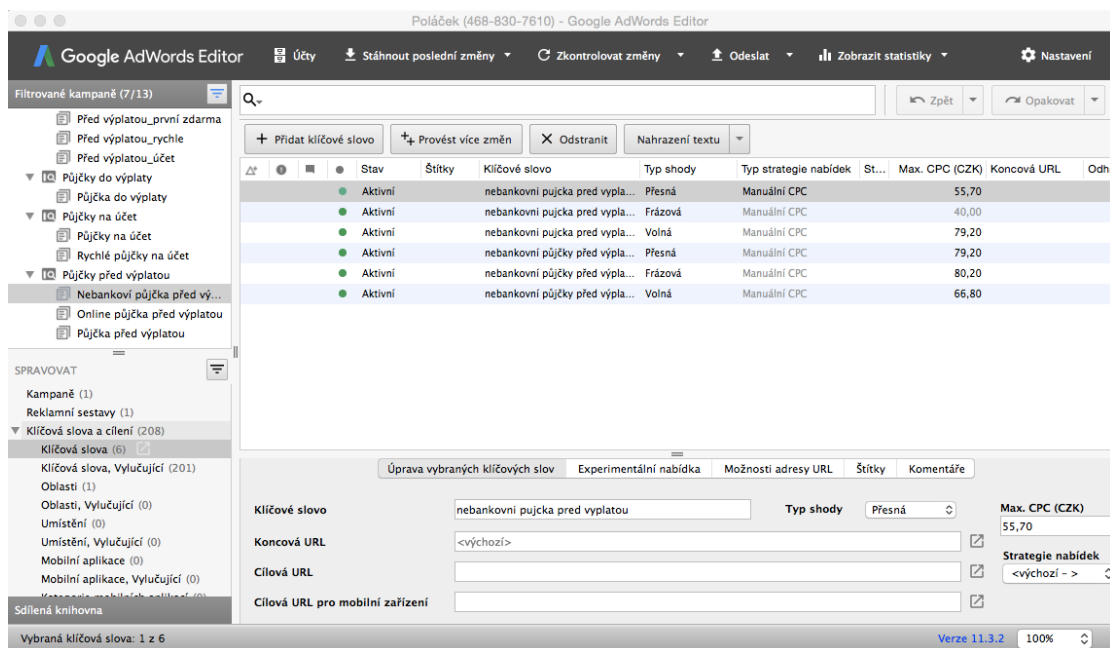 Poláček (468-830-7610) - Google AdWords Editor
Google AdWords Editor Účty Stáhnout poslední změny Zkontrolovat změny Odeslat Zobrazit statistiky Nastavení
Filtrované kampaně (7/13)
Zpět Opakovat
Před výplatou_první zdarma
Před výplatou_rychle
Před výplatou_účet
Půjčky do výplaty
Půjčka do výplaty
Půjčky na účet
Půjčky na účet
Rychlé půjčky na účet
Půjčky před výplatou
Nebankoví půjčka před vý...
Online půjčka před výplatou
Půjčka před výplatou
+ Přidat klíčové slovo Provést více změn Odstranit Nahrazení textu
Stav Štítky Klíčové slovo Typ shody Typ strategie nabídek St... Max. CPC (CZK) Koncová URL Odh
Aktivní nebankovni pujcka pred vypla... Přesná Manuální CPC 55,70
Aktivní nebankovni pujcka pred vypla... Frázová Manuální CPC 40,00
Aktivní nebankovni pujcka pred vypla... Volná Manuální CPC 79,20
Aktivní nebankovní půjčky před výpla... Přesná Manuální CPC 79,20
Aktivní nebankovní půjčky před výpla... Frázová Manuální CPC 80,20
Aktivní nebankovní půjčky před výpla... Volná Manuální CPC 66,80
SPRAVOVAT
Kampaně (1)
Reklamní sestavy (1)
Klíčová slova a cílení (208)
Klíčová slova (6)
Klíčová slova, Vylučující (201)
Oblasti (1)
Oblasti, Vylučující (0)
Umístění (0)
Umístění, Vylučující (0)
Mobilní aplikace (0)
Mobilní aplikace, Vylučující (0)
Kategorie mobilních aplikací (0)
Sdílená knihovna
Úprava vybraných klíčových slov Experimentální nabídka Možnosti adresy URL Štítky Komentáře
Klíčové slovo nebankovni pujcka pred vyplatou Typ shody Přesná Max. CPC (CZK)
55,70
Koncová URL <výchozí> Strategie nabídek
Cílová URL <výchozí - >
Cílová URL pro mobilní zařízení
Vybraná klíčová slova: 1 z 6 Verze 11.3.2 100%